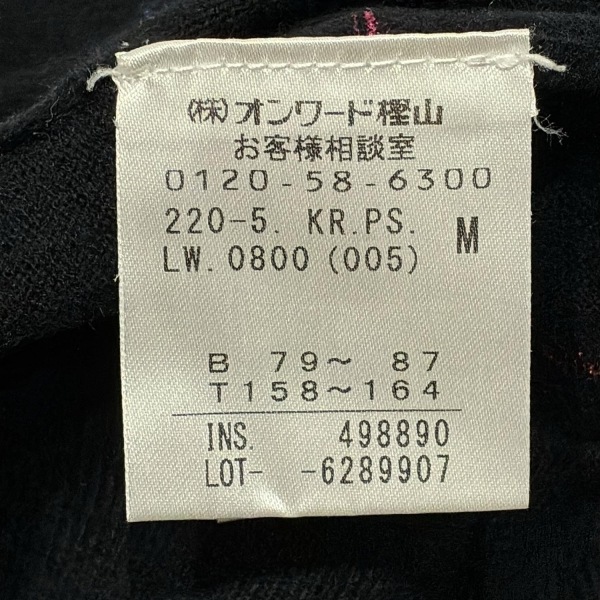 (株)オンワード樫山
お客様相談室
0120-58-6300
220-5. KR.PS. M
LW.0800 (005)
B 79～ 87
T158～164
INS. 498890
LOT- -6289907